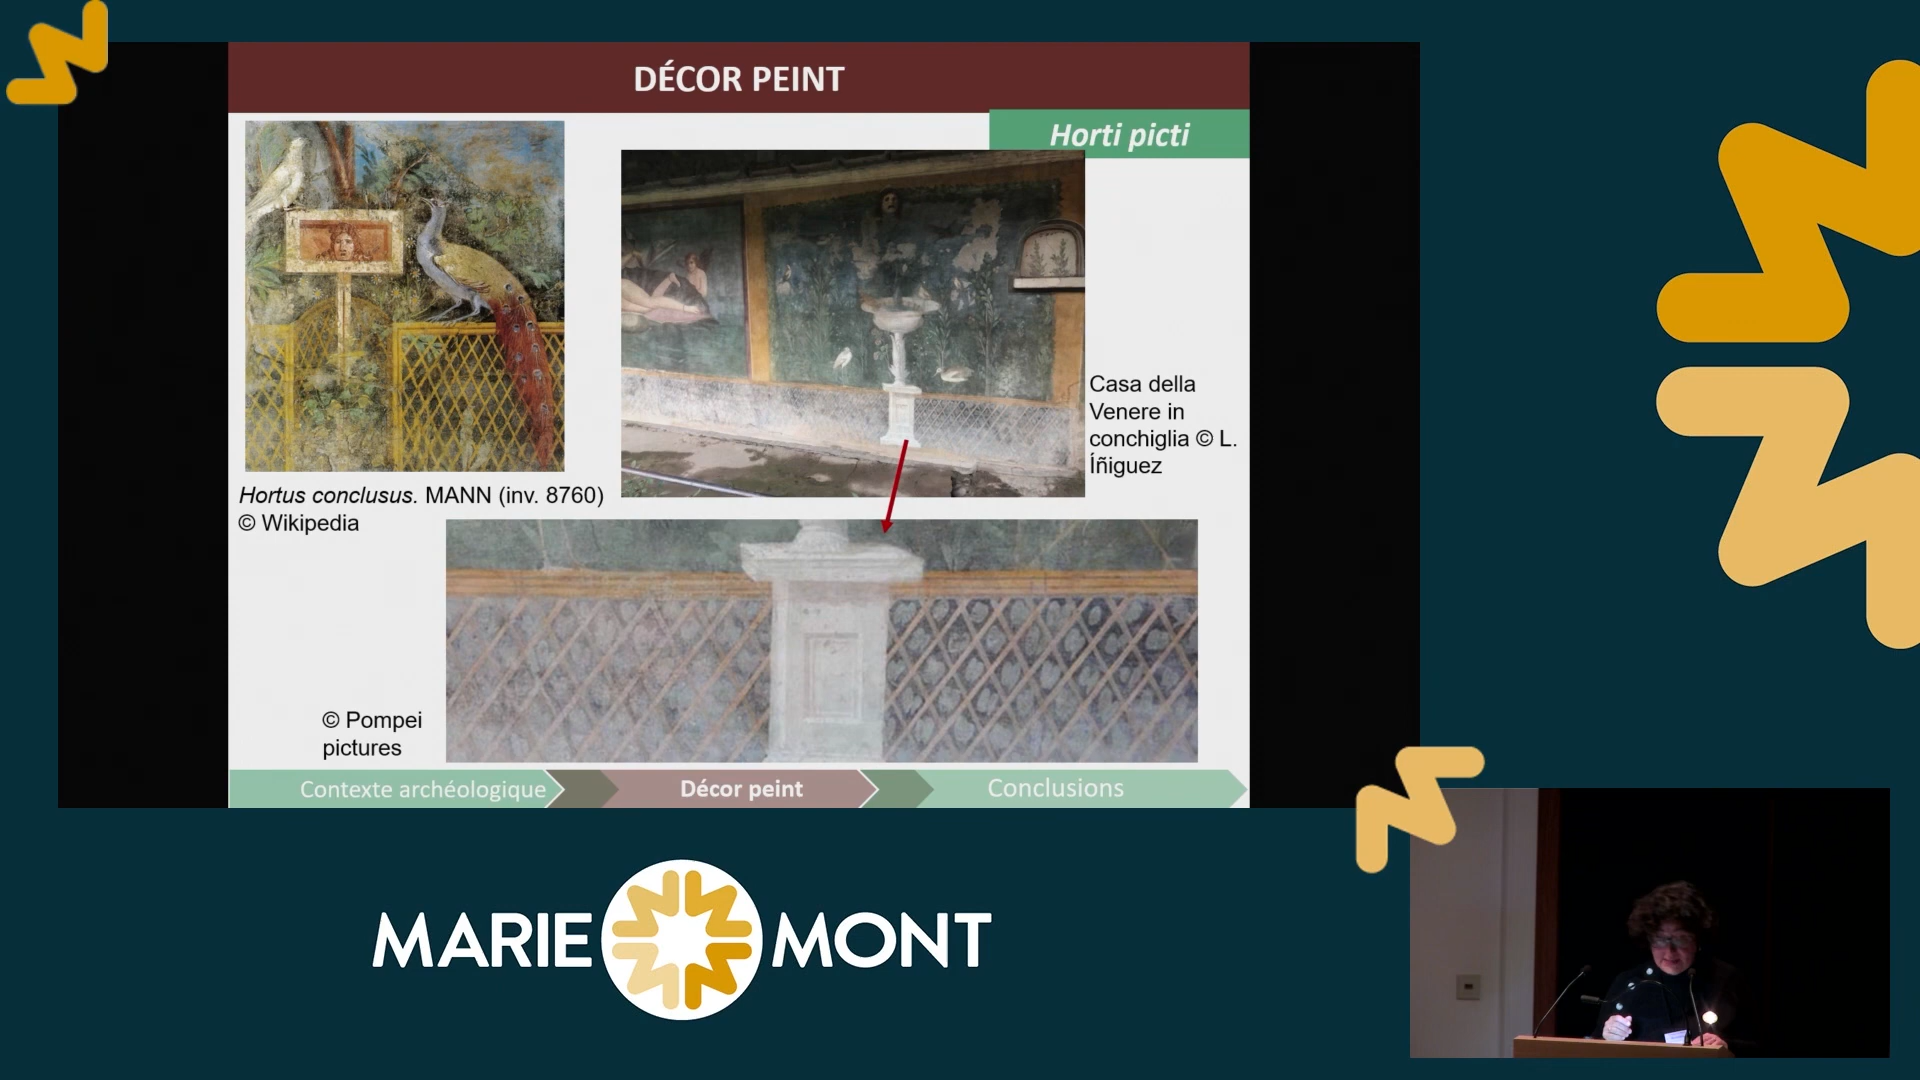 DÉCOR PEINT
Horti picti
Casa della
Venere in
conchiglia © L.
Íñiguez
Hortus conclusus. MANN (inv. 8760)
© Wikipedia
© Pompei
pictures
Contexte archéologique
Décor peint
Conclusions
MARIE MONT